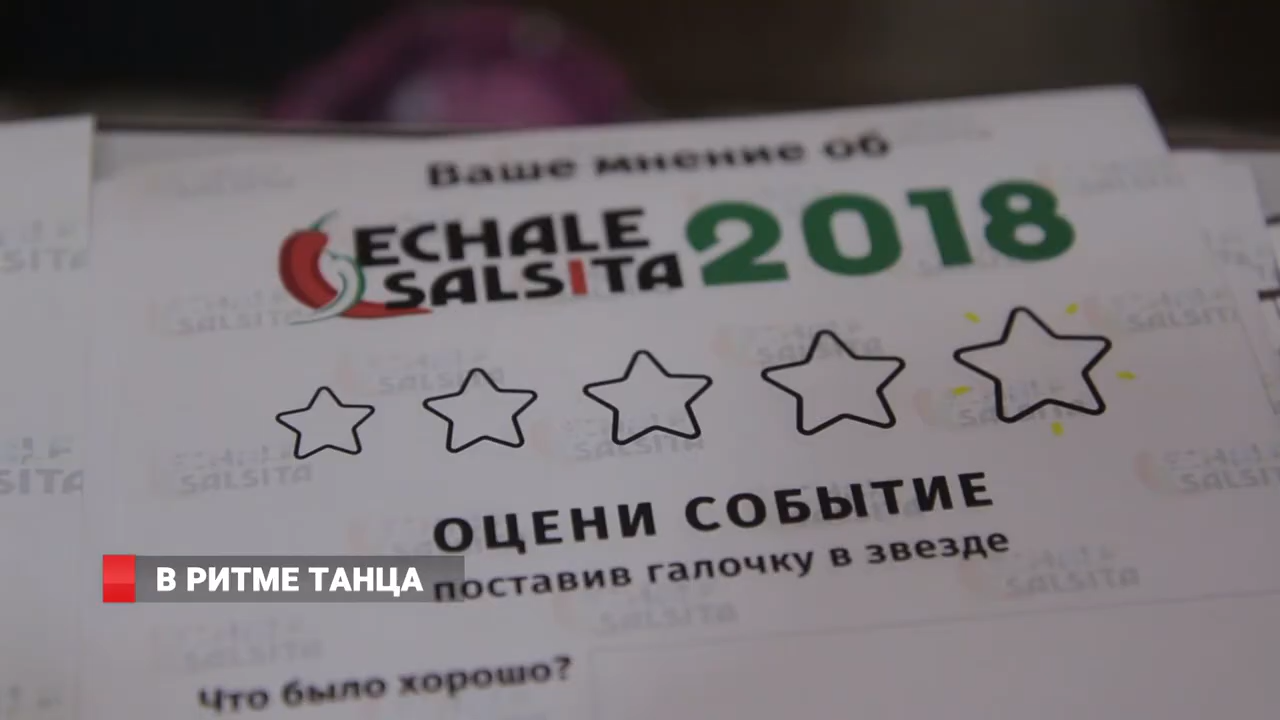 Ваше мнение об
ECHALE
SALSITA
2018
ОЦЕНИ СОБЫТИЕ
поставив галочку в звезде
В РИТМЕ ТАНЦА
Что было хорошо?